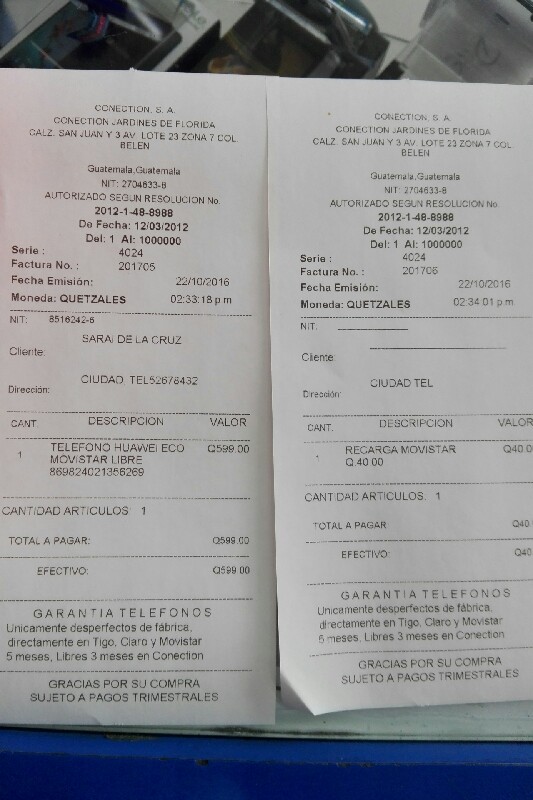 CONECTION, S. A.
CONECTION JARDINES DE FLORIDA
CALZ. SAN JUAN Y 3 AV. LOTE 23 ZONA 7 COL.
BELEN
Guatemala,Guatemala
NIT: 2704633-8
AUTORIZADO SEGUN RESOLUCION No.
2012-1-48-8988
De Fecha: 12/03/2012
Del: 1 Al: 1000000
Serie : 4024
Factura No. : 201705
Fecha Emisión: 22/10/2016
Moneda: QUETZALES 02:33:18 p m
NIT: 8516242-6
SARAI DE LA CRUZ
Cliente:
CIUDAD TEL52678432
Dirección:
CANT. DESCRIPCION VALOR
1 TELEFONO HUAWEI ECO Q599.00
MOVISTAR LIBRE
869824021356269
CANTIDAD ARTICULOS: 1
TOTAL A PAGAR: Q599.00
EFECTIVO: Q599.00
GARANTIA TELEFONOS
Unicamente desperfectos de fábrica,
directamente en Tigo, Claro y Movistar
5 meses, Libres 3 meses en Conection
GRACIAS POR SU COMPRA
SUJETO A PAGOS TRIMESTRALES
CONECTION, S. A.
CONECTION JARDINES DE FLORIDA
CALZ. SAN JUAN Y 3 AV. LOTE 23 ZONA 7 COL.
BELEN
Guatemala,Guatemala
NIT: 2704633-8
AUTORIZADO SEGUN RESOLUCION No.
2012-1-48-8988
De Fecha: 12/03/2012
Del: 1 Al: 1000000
Serie : 4024
Factura No. : 201706
Fecha Emisión: 22/10/2016
Moneda: QUETZALES 02:34:01 p m
NIT:
Cliente:
CIUDAD TEL
Dirección:
CANT. DESCRIPCION VALOR
1 RECARGA MOVISTAR Q40.0
Q.40.00
CANTIDAD ARTICULOS: 1
TOTAL A PAGAR: Q40
EFECTIVO: Q40
GARANTIA TELEFONOS
Unicamente desperfectos de fábrica,
directamente en Tigo, Claro y Movistar
5 meses, Libres 3 meses en Conection
GRACIAS POR SU COMPRA
SUJETO A PAGOS TRIMESTRALES